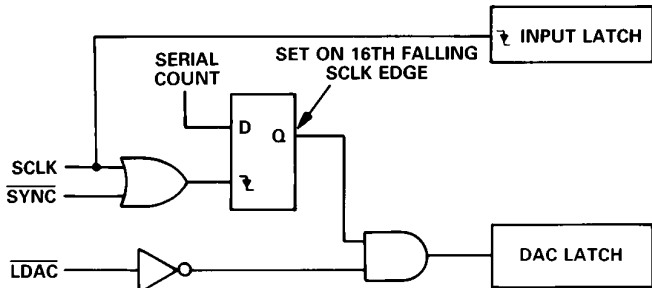 INPUT LATCH
SERIAL
COUNT
SET ON 16TH FALLING
SCLK EDGE
D
Q
SCLK
SYNC
LDAC
DAC LATCH